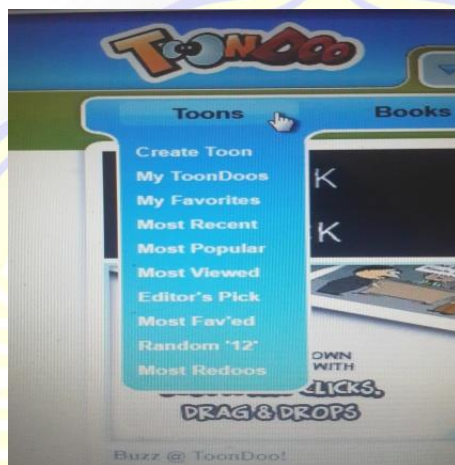 TOONDOO
Toons Books
Create Toon
My ToonDoos
My Favorites
Most Recent
Most Popular
Most Viewed
Editor's Pick
Most Fav'ed
Random '12'
Most Redoos
K
K
OWN
WITH
CLICKS,
DRAG & DROPS
Buzz @ ToonDoo!